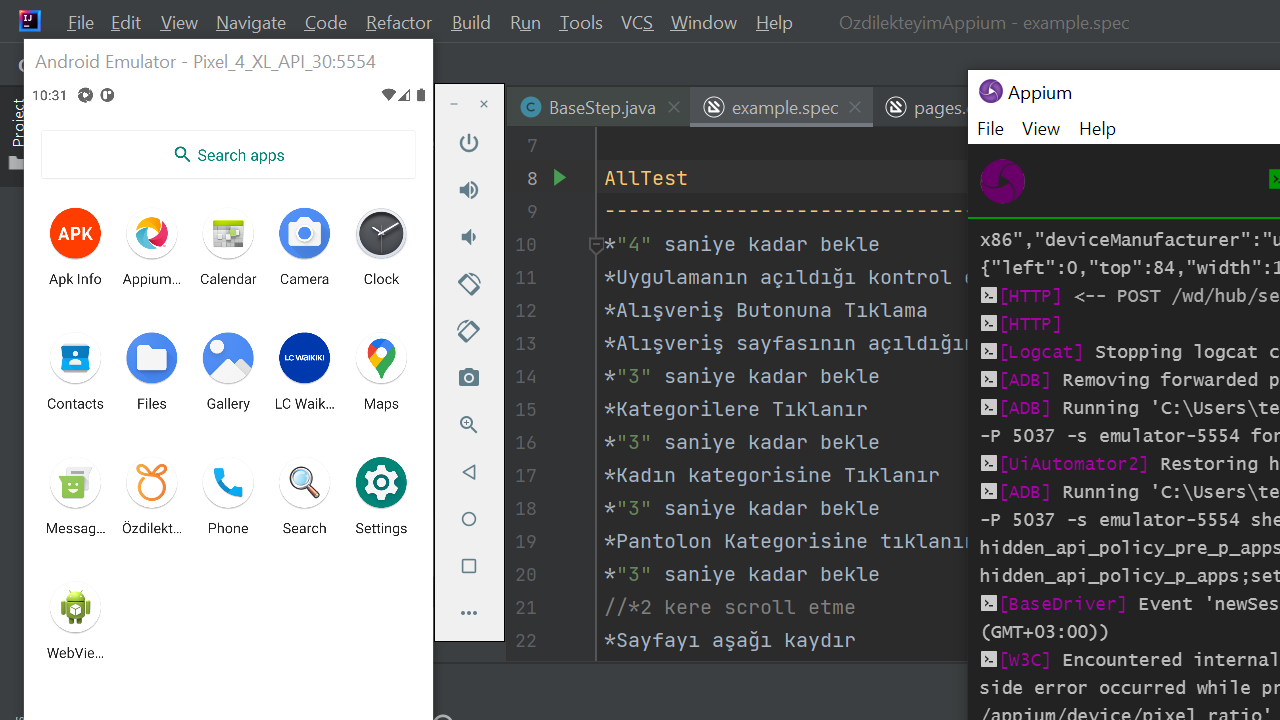 File Edit View Navigate Code Refactor Build Run Tools VCS Window Help OzdilekteyimAppium - example.spec
Android Emulator - Pixel_4_XL_API_30:5554
10:31
Search apps
APK
Apk Info Appium... Calendar Camera Clock
LC WAIKIKI
Contacts Files Gallery LC Waik... Maps
Messag... Özdilekt... Phone Search Settings
WebVie...
Project
BaseStep.java example.spec pages.
7
8 AllTest
9 ------------------------------
10 *"4" saniye kadar bekle
11 *Uygulamanın açıldığı kontrol
12 *Alışveriş Butonuna Tıklama
13 *Alışveriş sayfasının açıldığın
14 *"3" saniye kadar bekle
15 *Kategorilere Tıklanır
16 *"3" saniye kadar bekle
17 *Kadın kategorisine Tıklanır
18 *"3" saniye kadar bekle
19 *Pantolon Kategorisine tıklanır
20 *"3" saniye kadar bekle
21 //*2 kere scroll etme
22 *Sayfayı aşağı kaydır
Appium
File View Help
x86","deviceManufacturer":"u
{"left":0,"top":84,"width":1
[HTTP] <-- POST /wd/hub/se
[HTTP]
[Logcat] Stopping logcat c
[ADB] Removing forwarded p
[ADB] Running 'C:\Users\te
-P 5037 -s emulator-5554 for
[UiAutomator2] Restoring h
[ADB] Running 'C:\Users\te
-P 5037 -s emulator-5554 she
hidden_api_policy_pre_p_apps
hidden_api_policy_p_apps;set
[BaseDriver] Event 'newSes
(GMT+03:00))
[W3C] Encountered internal
side error occurred while pr
/appium/device/pixel_ratio'